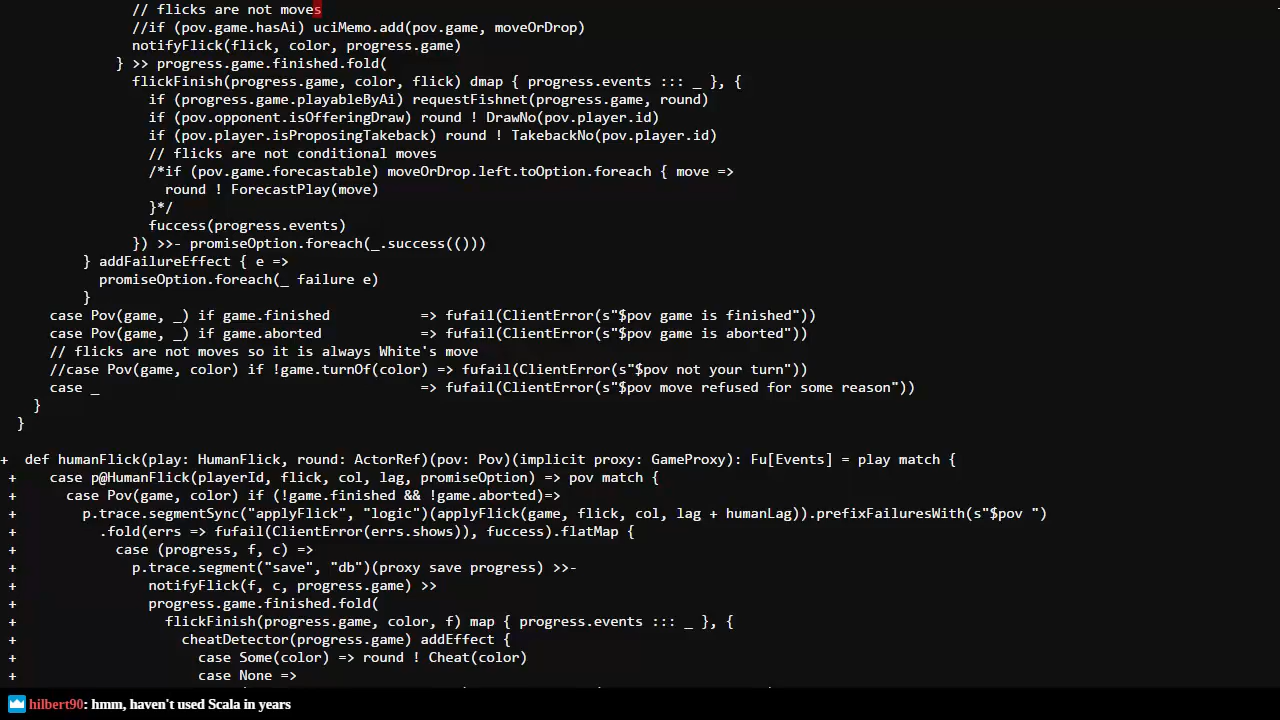 // flicks are not moves
//if (pov.game.hasAi) uciMemo.add(pov.game, moveOrDrop)
notifyFlick(flick, color, progress.game)
} >> progress.game.finished.fold(
flickFinish(progress.game, color, flick) dmap { progress.events ::: _ }, {
if (progress.game.playableByAi) requestFishnet(progress.game, round)
if (pov.opponent.isOfferingDraw) round ! DrawNo(pov.player.id)
if (pov.player.isProposingTakeback) round ! TakebackNo(pov.player.id)
// flicks are not conditional moves
/*if (pov.game.forecastable) moveOrDrop.left.toOption.foreach { move =>
round ! ForecastPlay(move)
}*/
fuccess(progress.events)
}) >>- promiseOption.foreach(_.success(()))
} addFailureEffect { e =>
promiseOption.foreach(_ failure e)
}
case Pov(game, _) if game.finished => fufail(ClientError(s"$pov game is finished"))
case Pov(game, _) if game.aborted => fufail(ClientError(s"$pov game is aborted"))
// flicks are not moves so it is always White's move
//case Pov(game, color) if !game.turnOf(color) => fufail(ClientError(s"$pov not your turn"))
case _ => fufail(ClientError(s"$pov move refused for some reason"))
}
}
+ def humanFlick(play: HumanFlick, round: ActorRef)(pov: Pov)(implicit proxy: GameProxy): Fu[Events] = play match {
+ case p@HumanFlick(playerId, flick, col, lag, promiseOption) => pov match {
+ case Pov(game, color) if (!game.finished && !game.aborted)=>
+ p.trace.segmentSync("applyFlick", "logic")(applyFlick(game, flick, col, lag + humanLag)).prefixFailuresWith(s"$pov ")
+ .fold(errs => fufail(ClientError(errs.shows)), fuccess).flatMap {
+ case (progress, f, c) =>
+ p.trace.segment("save", "db")(proxy save progress) >>-
+ notifyFlick(f, c, progress.game) >>
+ progress.game.finished.fold(
+ flickFinish(progress.game, color, f) map { progress.events ::: _ }, {
+ cheatDetector(progress.game) addEffect {
+ case Some(color) => round ! Cheat(color)
+ case None =>
hilbert90: hmm, haven't used Scala in years